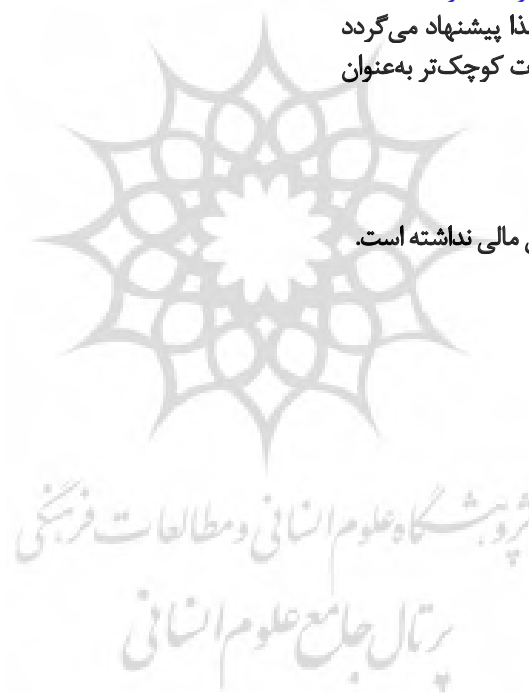 ذا پیشنهاد می‌گردد
ت کوچک‌تر به‌عنوان
مالی نداشته است.
پژوهشگاه علوم انسانی و مطالعات فرهنگی
پرتال جامع علوم انسانی